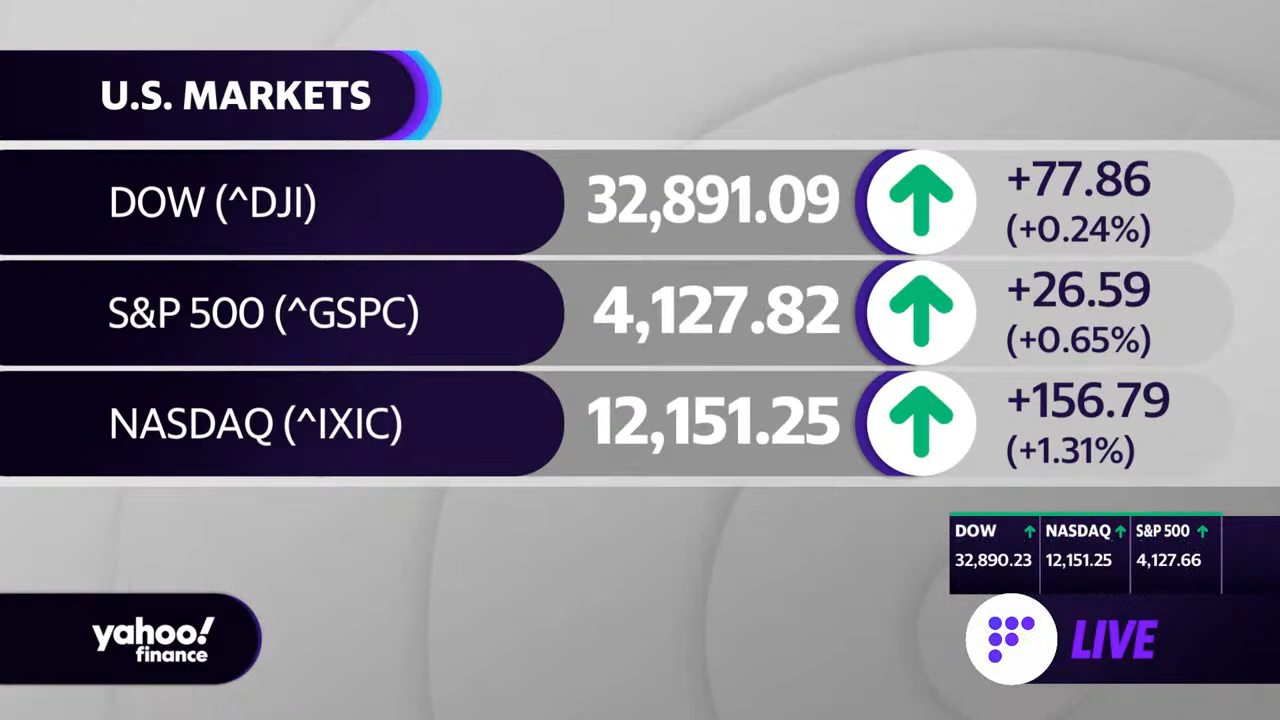 U.S. MARKETS
DOW (^DJI) 32,891.09 +77.86
(+0.24%)
S&P 500 (^GSPC) 4,127.82 +26.59
(+0.65%)
NASDAQ (^IXIC) 12,151.25 +156.79
(+1.31%)
DOW NASDAQ S&P 500
32,890.23 12,151.25 4,127.66
yahoo!
finance
LIVE